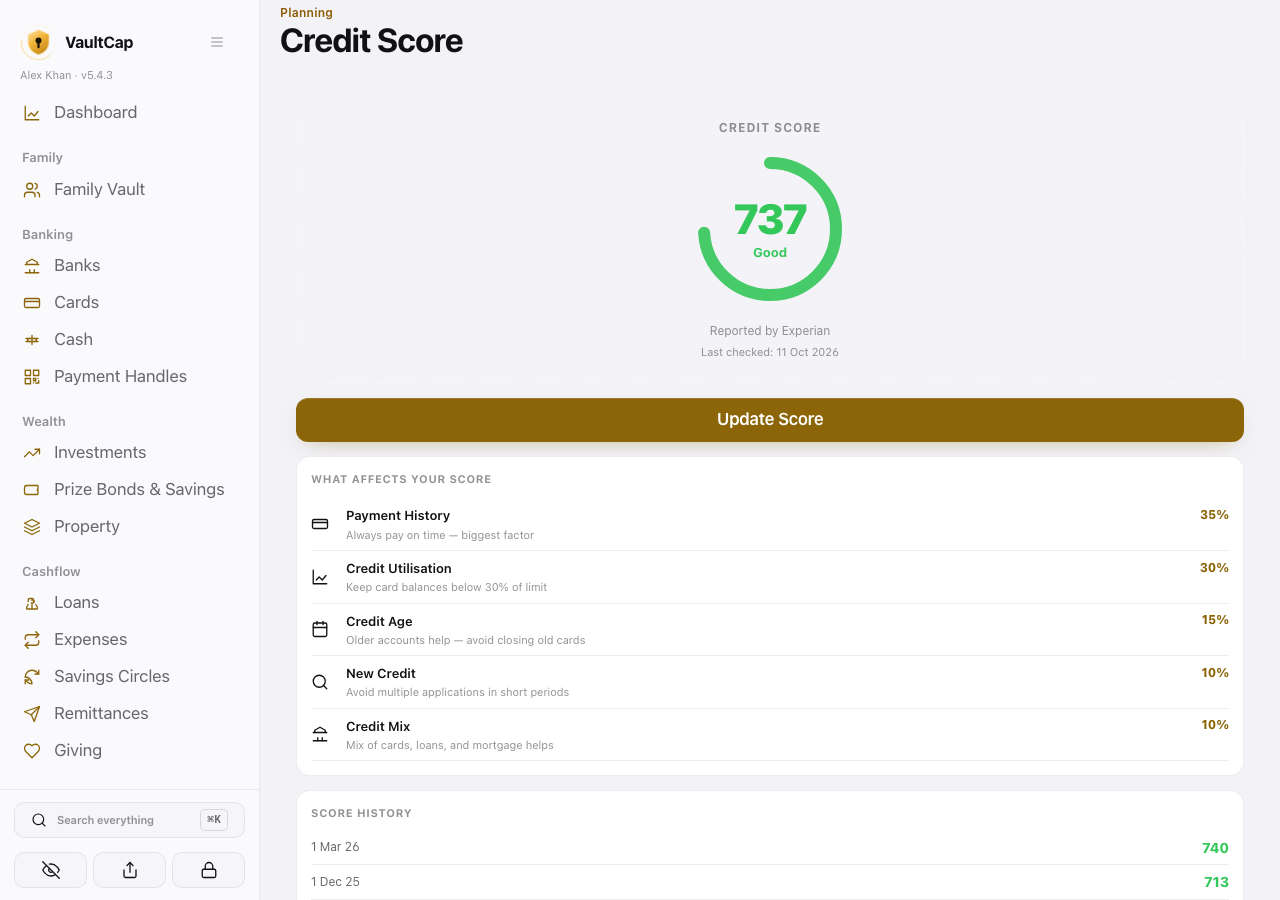 VaultCap
Alex Khan · v5.4.3
Dashboard
Family
Family Vault
Banking
Banks
Cards
Cash
Payment Handles
Wealth
Investments
Prize Bonds & Savings
Property
Cashflow
Loans
Expenses
Savings Circles
Remittances
Giving
Search everything
⌘K
Planning
Credit Score
CREDIT SCORE
737
Good
Reported by Experian
Last checked: 11 Oct 2026
Update Score
WHAT AFFECTS YOUR SCORE
Payment History 35%
Always pay on time — biggest factor
Credit Utilisation 30%
Keep card balances below 30% of limit
Credit Age 15%
Older accounts help — avoid closing old cards
New Credit 10%
Avoid multiple applications in short periods
Credit Mix 10%
Mix of cards, loans, and mortgage helps
SCORE HISTORY
1 Mar 26 740
1 Dec 25 713